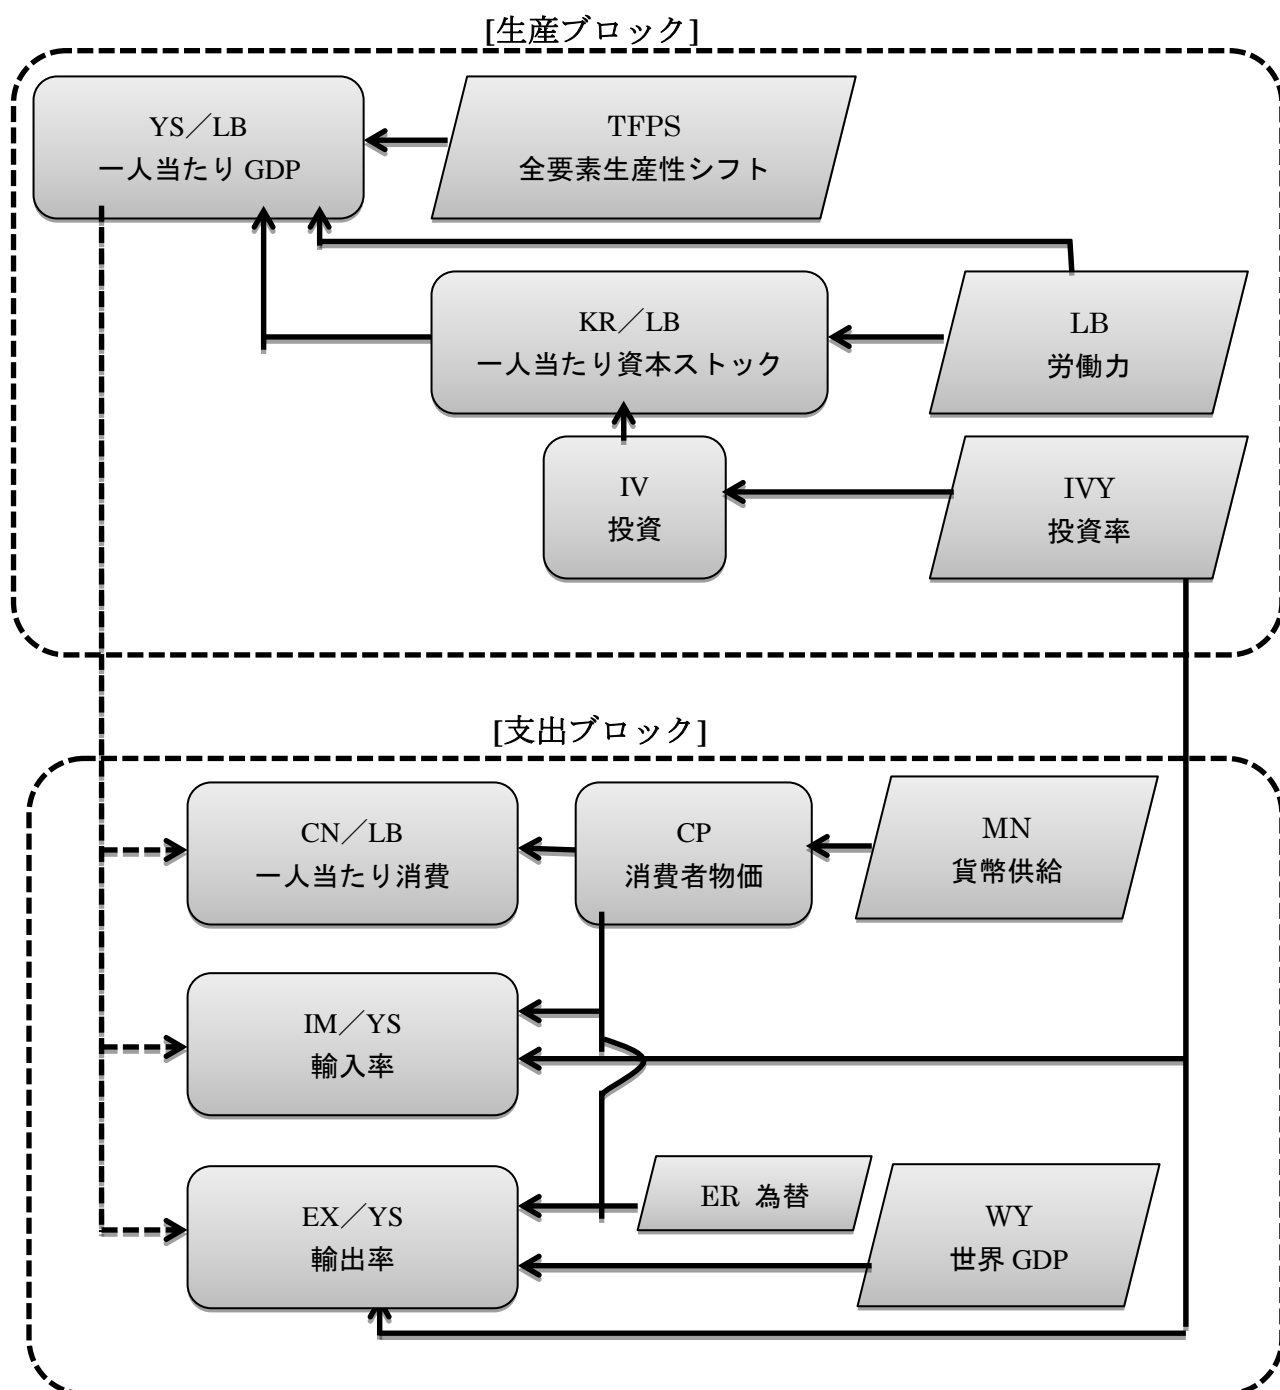 [生産ブロック]
YS／LB
一人当たり GDP
TFPS
全要素生産性シフト
KR／LB
一人当たり資本ストック
LB
労働力
IV
投資
IVY
投資率
[支出ブロック]
CN／LB
一人当たり消費
CP
消費者物価
MN
貨幣供給
IM／YS
輸入率
EX／YS
輸出率
ER 為替
WY
世界 GDP